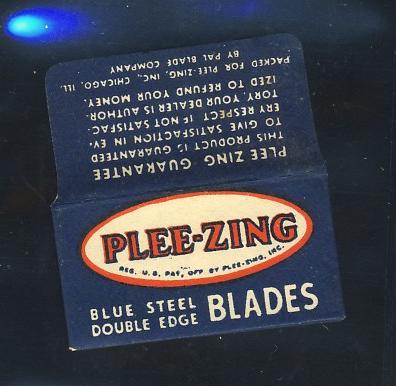 PLEE-ZING GUARANTEE
THIS PRODUCT IS GUARANTEED
TO GIVE SATISFACTION IN EV-
ERY RESPECT IF NOT SATISFAC-
TORY, YOUR DEALER IS AUTHOR-
IZED TO REFUND YOUR MONEY.
PACKED FOR PLEE-ZING, INC., CHICAGO, ILL.
BY PAL BLADE COMPANY
PLEE-ZING
REG. U.S. PAT, OFF BY PLEE-ZING, INC.
BLUE STEEL
DOUBLE EDGE
BLADES